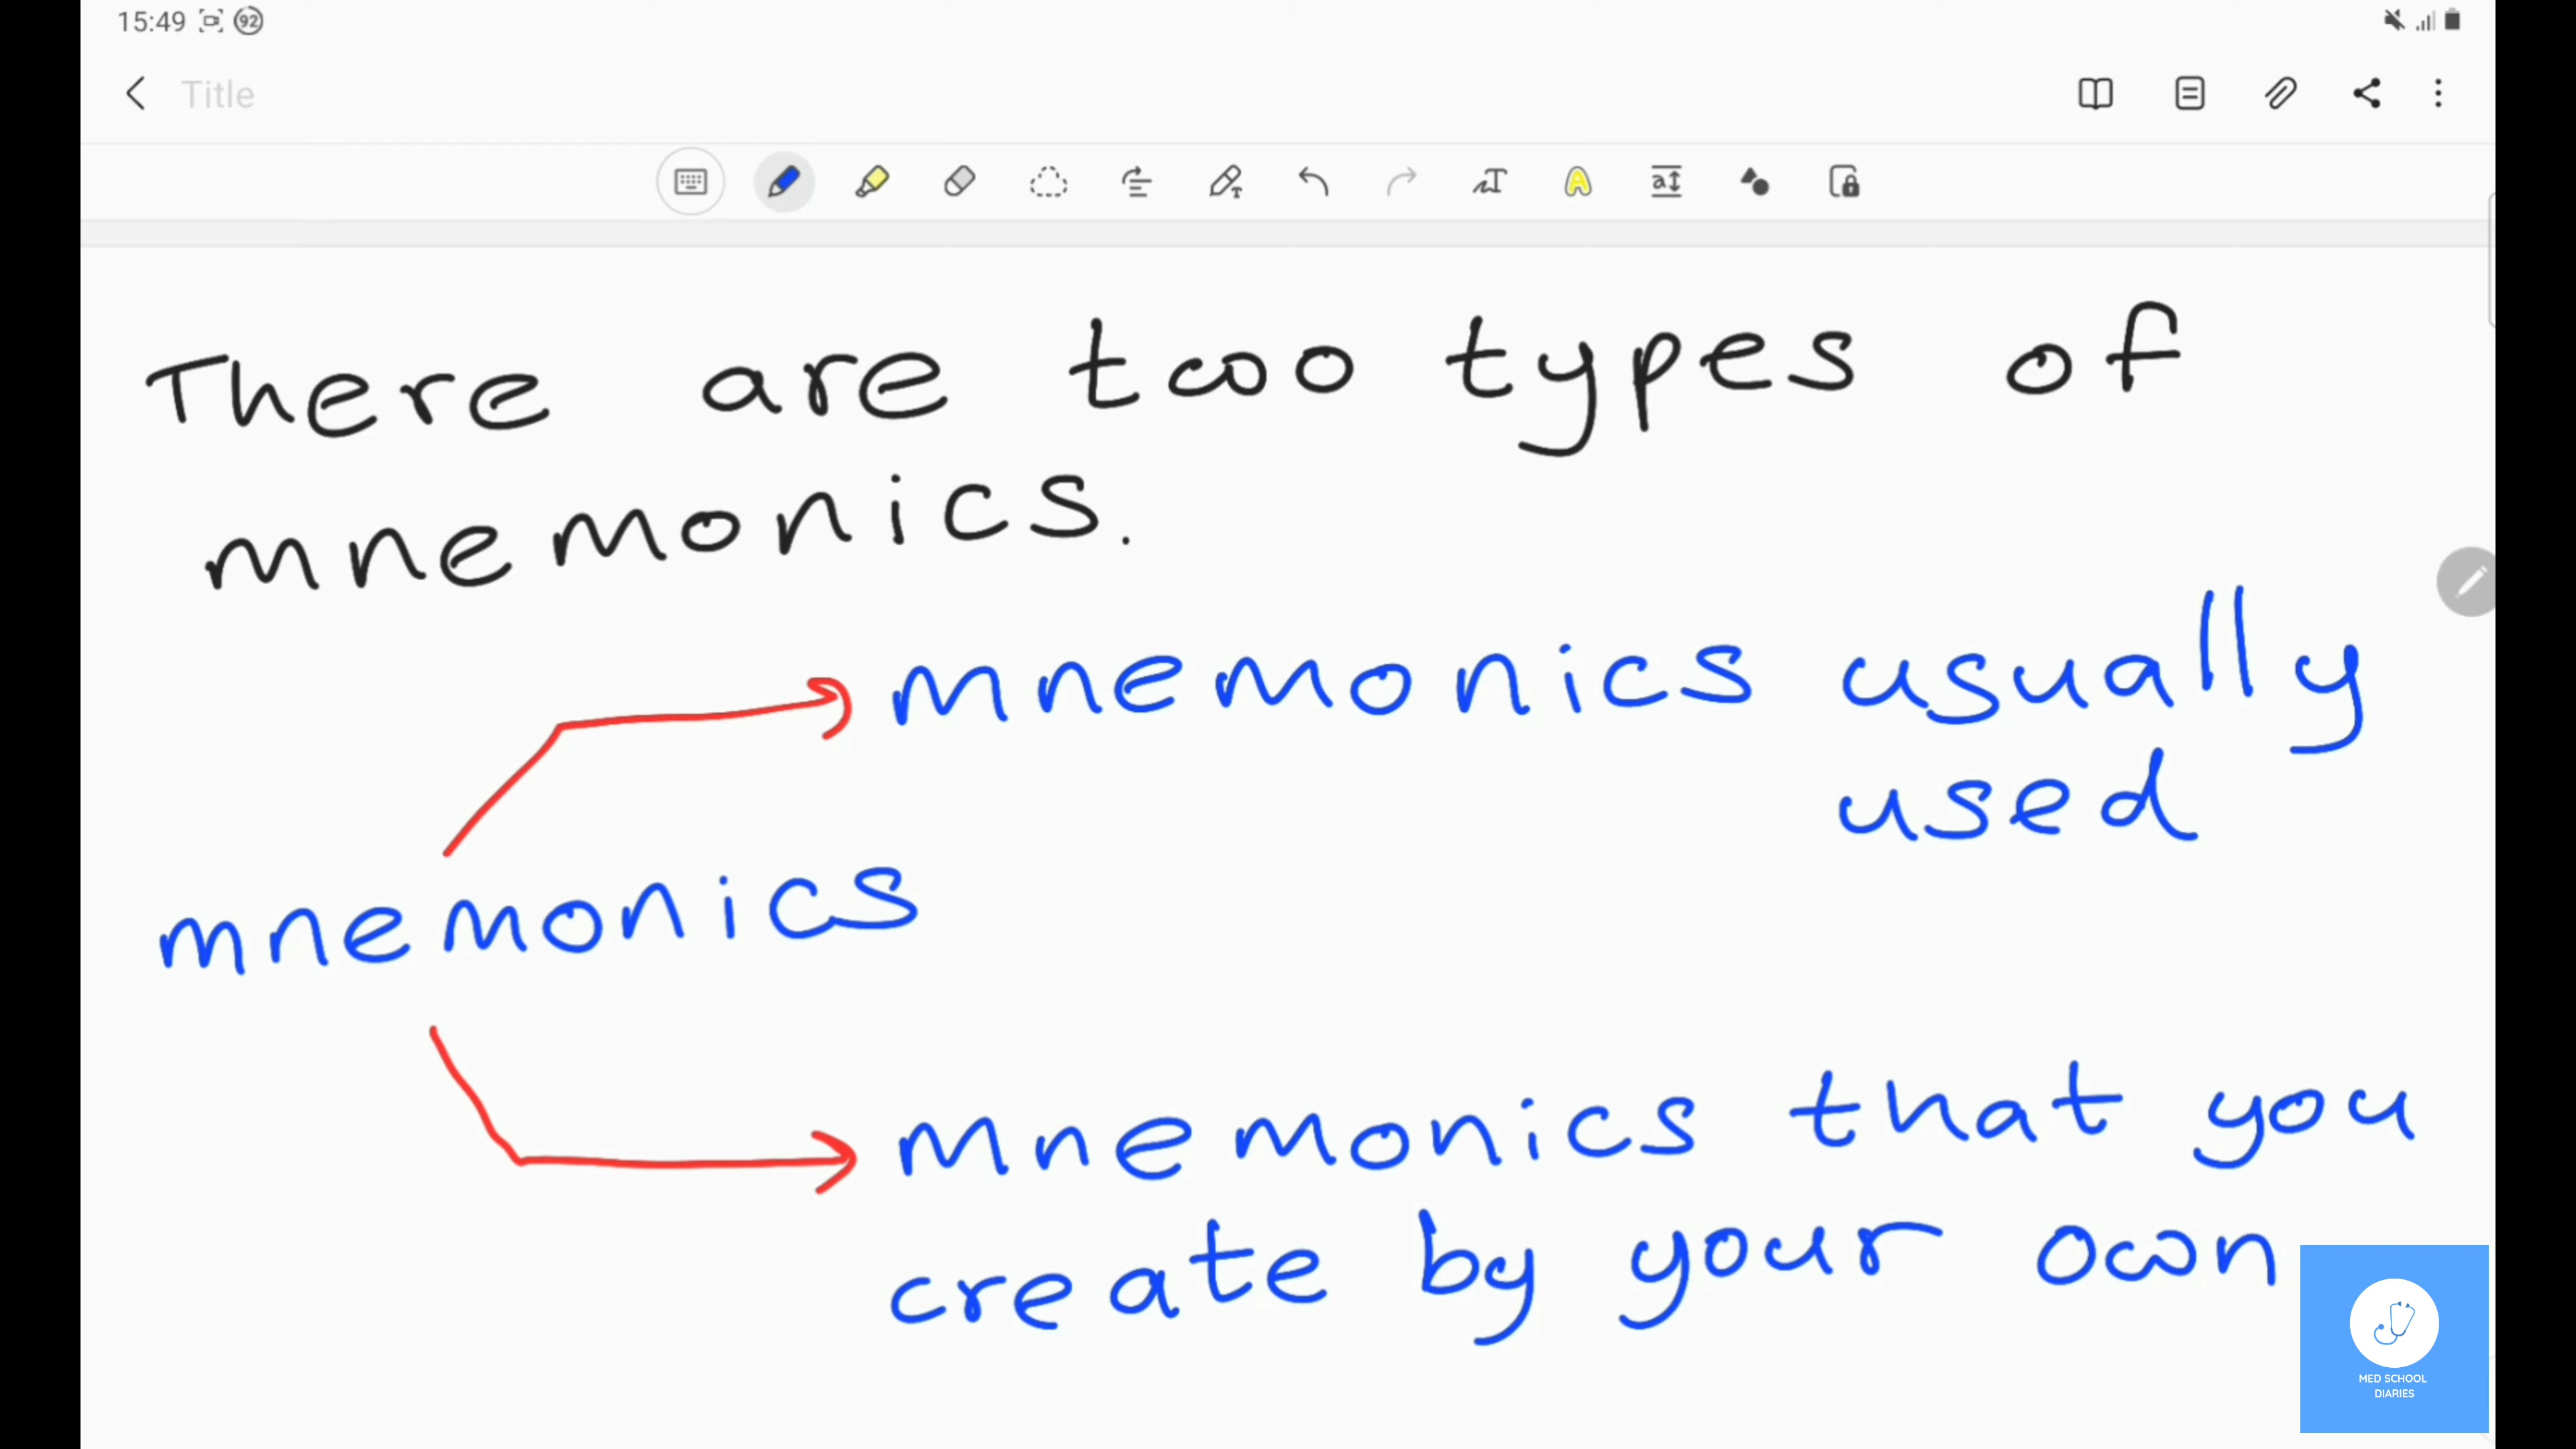 15:49 92
Title
There are two types of
mnemonics.
mnemonics usually
used
mnemonics
mnemonics that you
create by your own
MED SCHOOL
DIARIES